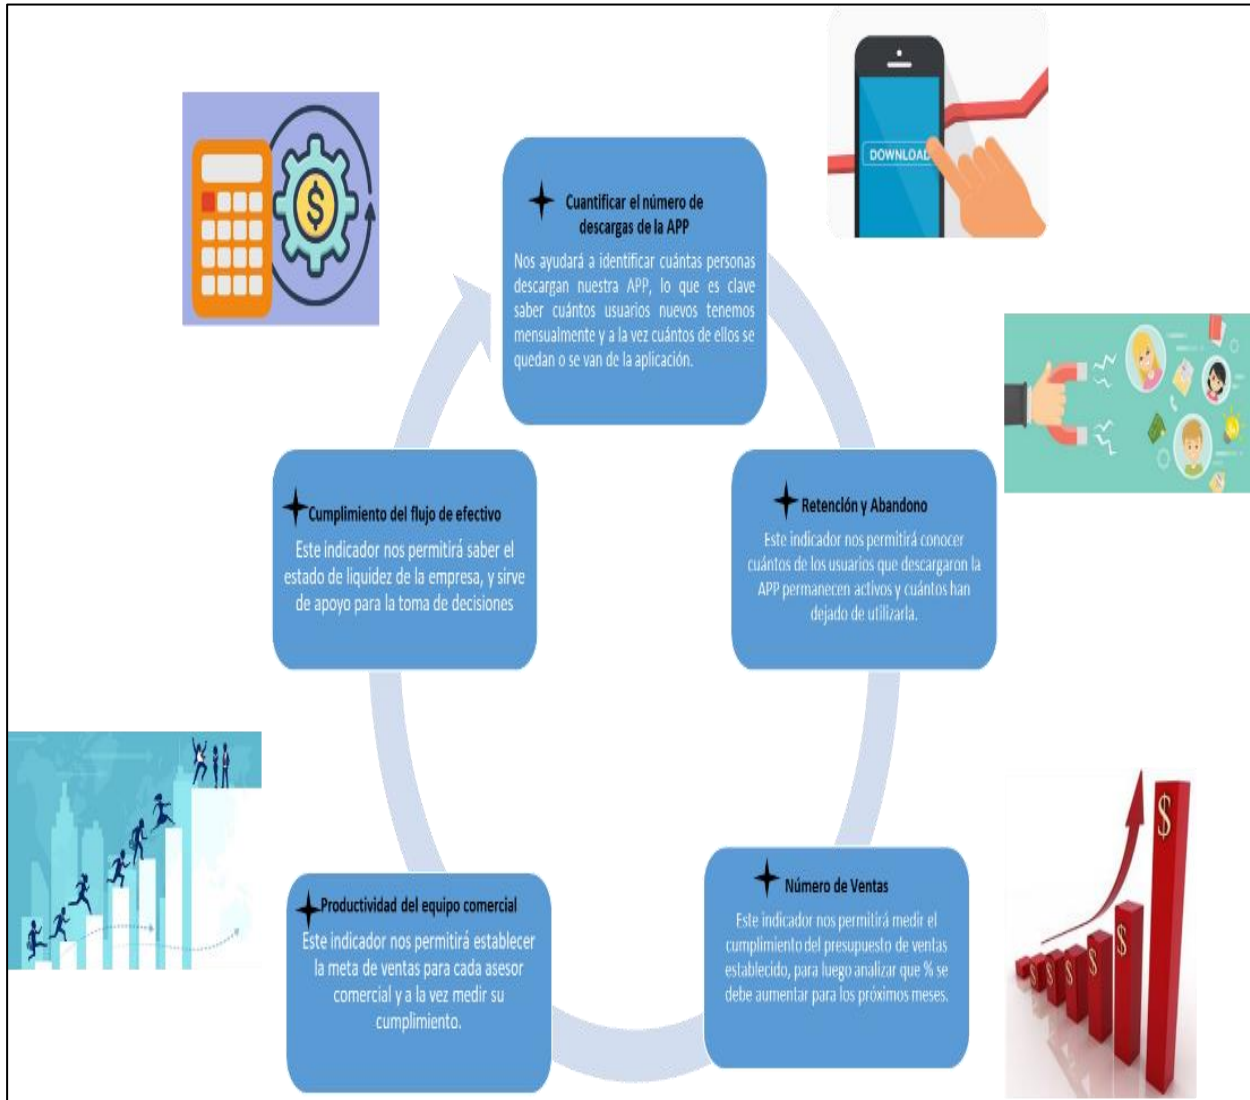 DOWNLOAD
Cuantificar el número de
descargas de la APP
Nos ayudará a identificar cuántas personas
descargan nuestra APP, lo que es clave
saber cuántos usuarios nuevos tenemos
mensualmente y a la vez cuántos de ellos se
quedan o se van de la aplicación.
Retención y Abandono
Este indicador nos permitirá conocer
cuántos de los usuarios que descargaron la
APP permanecen activos y cuántos han
dejado de utilizarla.
Número de Ventas
Este indicador nos permitirá medir el
cumplimiento del presupuesto de ventas
establecido, para luego analizar que % se
debe aumentar para los próximos meses.
Productividad del equipo comercial
Este indicador nos permitirá establecer
la meta de ventas para cada asesor
comercial y a la vez medir su
cumplimiento.
Cumplimiento del flujo de efectivo
Este indicador nos permitirá saber el
estado de liquidez de la empresa, y sirve
de apoyo para la toma de decisiones
$
$
$
$
$
$
$